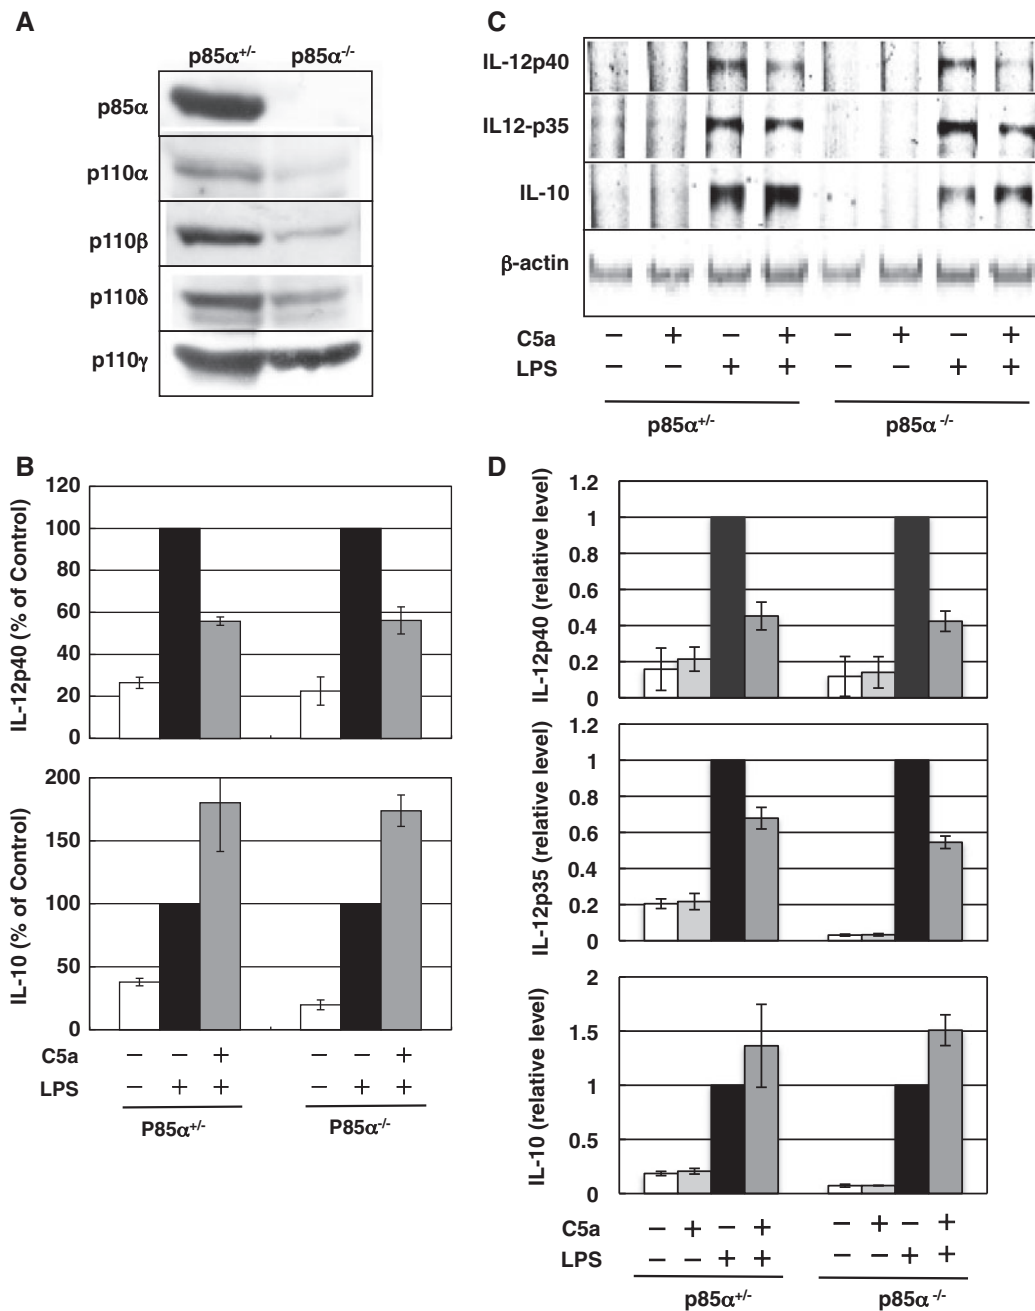 A
p85α+/- p85α-/-
p85α
p110α
p110β
p110δ
p110γ
B
IL-12p40 (% of Control)
120
100
80
60
40
20
0
IL-10 (% of Control)
200
150
100
50
0
C5a − − + − − +
LPS − + + − + +
P85α+/- P85α-/-
C
IL-12p40
IL12-p35
IL-10
β-actin
C5a − + − + − + − +
LPS − − + + − − + +
p85α+/- p85α -/-
D
IL-12p40 (relative level)
1.2
1
0.8
0.6
0.4
0.2
0
IL-12p35 (relative level)
1.2
1
0.8
0.6
0.4
0.2
0
IL-10 (relative level)
2
1.5
1
0.5
0
C5a − + − + − + − +
LPS − − + + − − + +
p85α+/- p85α -/-